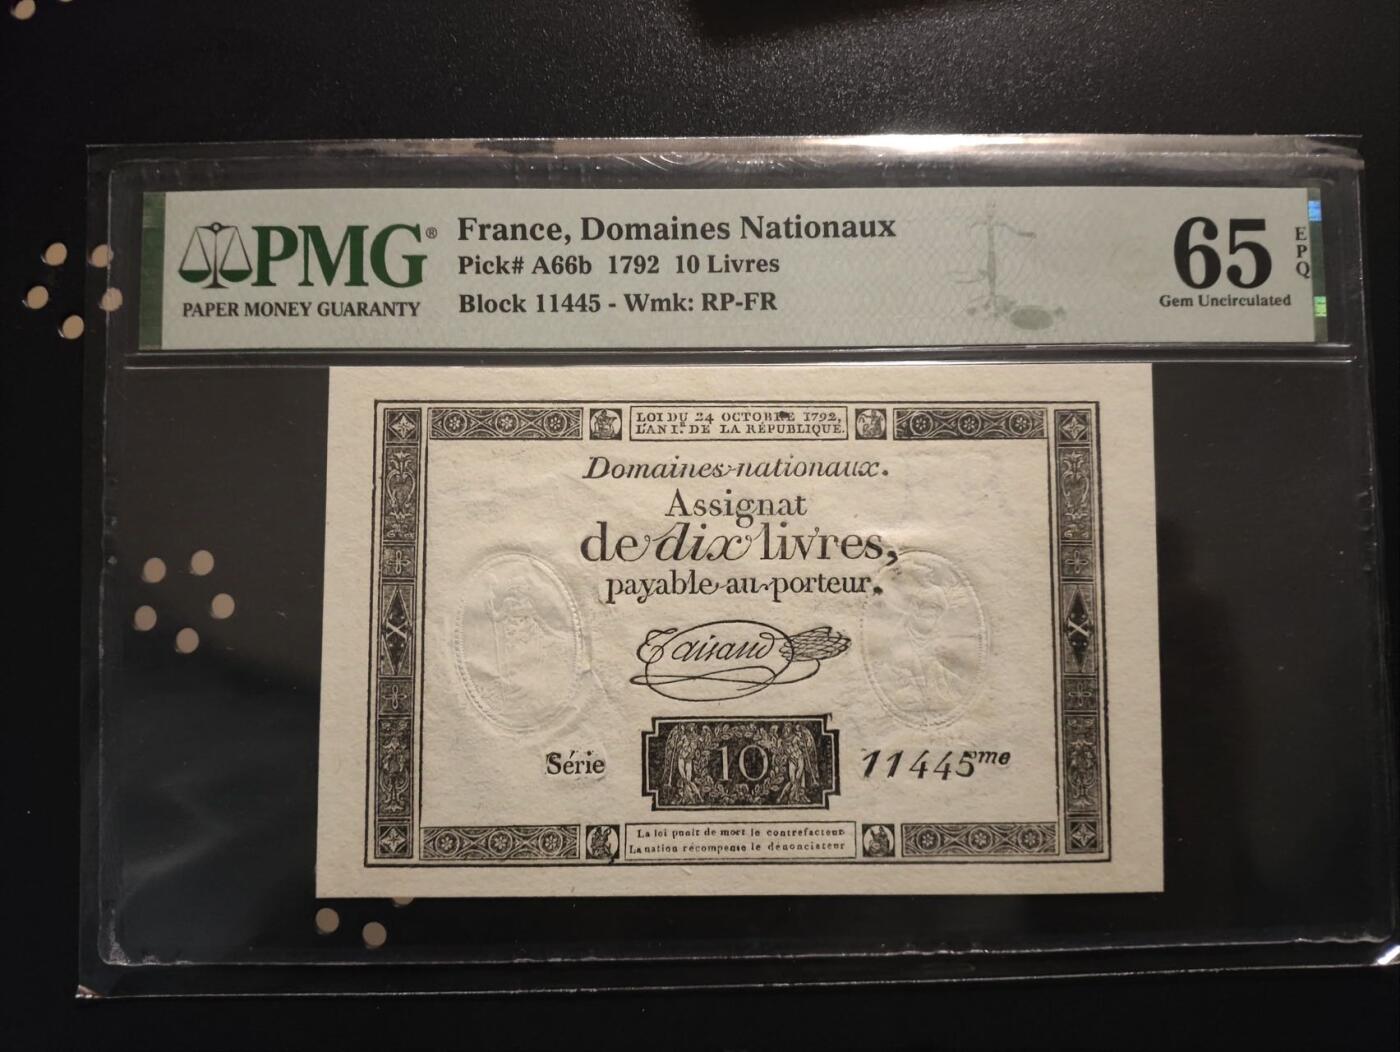 PMG®
PAPER MONEY GUARANTY
France, Domaines Nationaux
Pick# A66b 1792 10 Livres
Block 11445 - Wmk: RP-FR
65
EPQ
Gem Uncirculated
LOI DU 24 OCTOBRE 1792,
L'AN I.er DE LA RÉPUBLIQUE.
Domaines nationaux.
Assignat
de dix livres,
payable au porteur.
Taisaud
X
X
Série
10
11445me
La loi punit de mort le contrefacteur
La nation récompense le dénonciateur